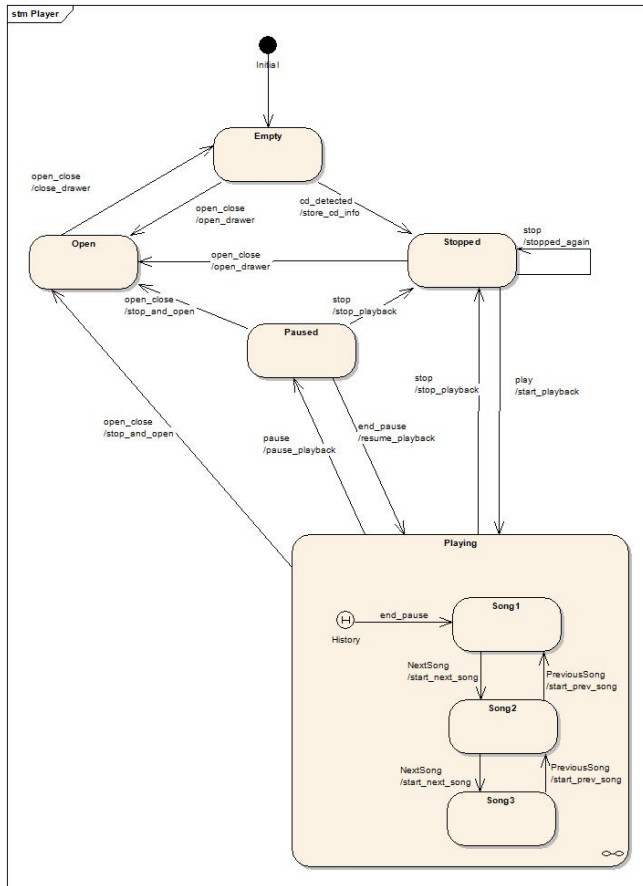 stm Player
Initial
Empty
open_close
/close_drawer
open_close
/open_drawer
cd_detected
/store_cd_info
Open
open_close
/open_drawer
Stopped
stop
/stopped_again
open_close
/stop_and_open
stop
/stop_playback
Paused
open_close
/stop_and_open
pause
/pause_playback
end_pause
/resume_playback
stop
/stop_playback
play
/start_playback
Playing
History
end_pause
Song1
NextSong
/start_next_song
PreviousSong
/start_prev_song
Song2
NextSong
/start_next_song
PreviousSong
/start_prev_song
Song3
H